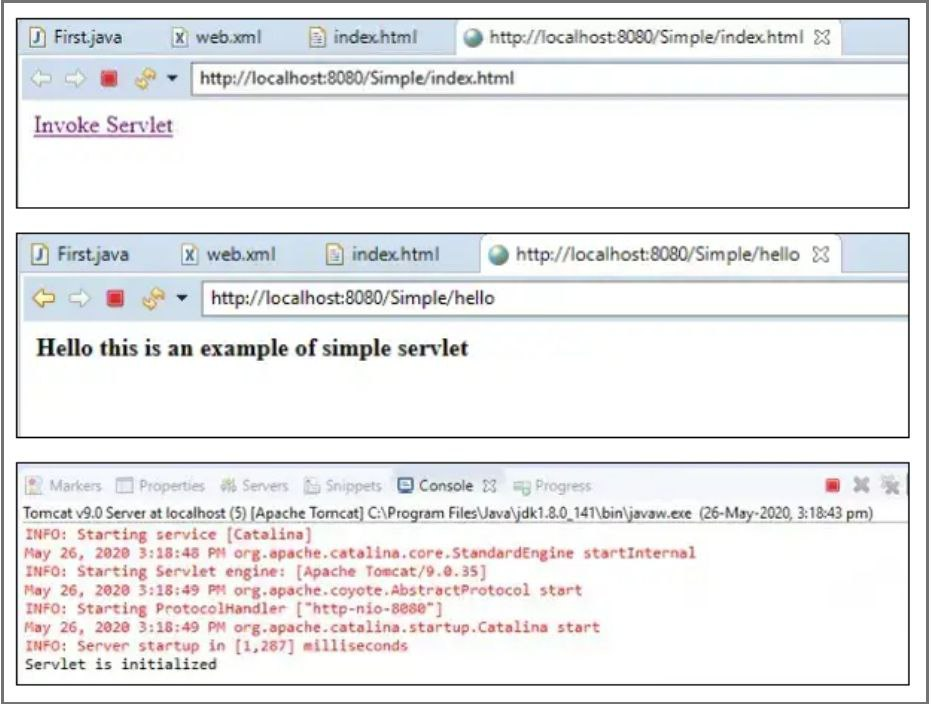 First.java web.xml index.html http://localhost:8080/Simple/index.html
http://localhost:8080/Simple/index.html
Invoke Servlet
First.java web.xml index.html http://localhost:8080/Simple/hello
http://localhost:8080/Simple/hello
Hello this is an example of simple servlet
Markers Properties Servers Snippets Console Progress
Tomcat v9.0 Server at localhost (5) [Apache Tomcat] C:\Program Files\Java\jdk1.8.0_141\bin\javaw.exe (26-May-2020, 3:18:43 pm)
INFO: Starting service [Catalina]
May 26, 2020 3:18:48 PM org.apache.catalina.core.StandardEngine startInternal
INFO: Starting Servlet engine: [Apache Tomcat/9.0.35]
May 26, 2020 3:18:49 PM org.apache.coyote.AbstractProtocol start
INFO: Starting ProtocolHandler ["http-nio-8080"]
May 26, 2020 3:18:49 PM org.apache.catalina.startup.Catalina start
INFO: Server startup in [1,287] milliseconds
Servlet is initialized